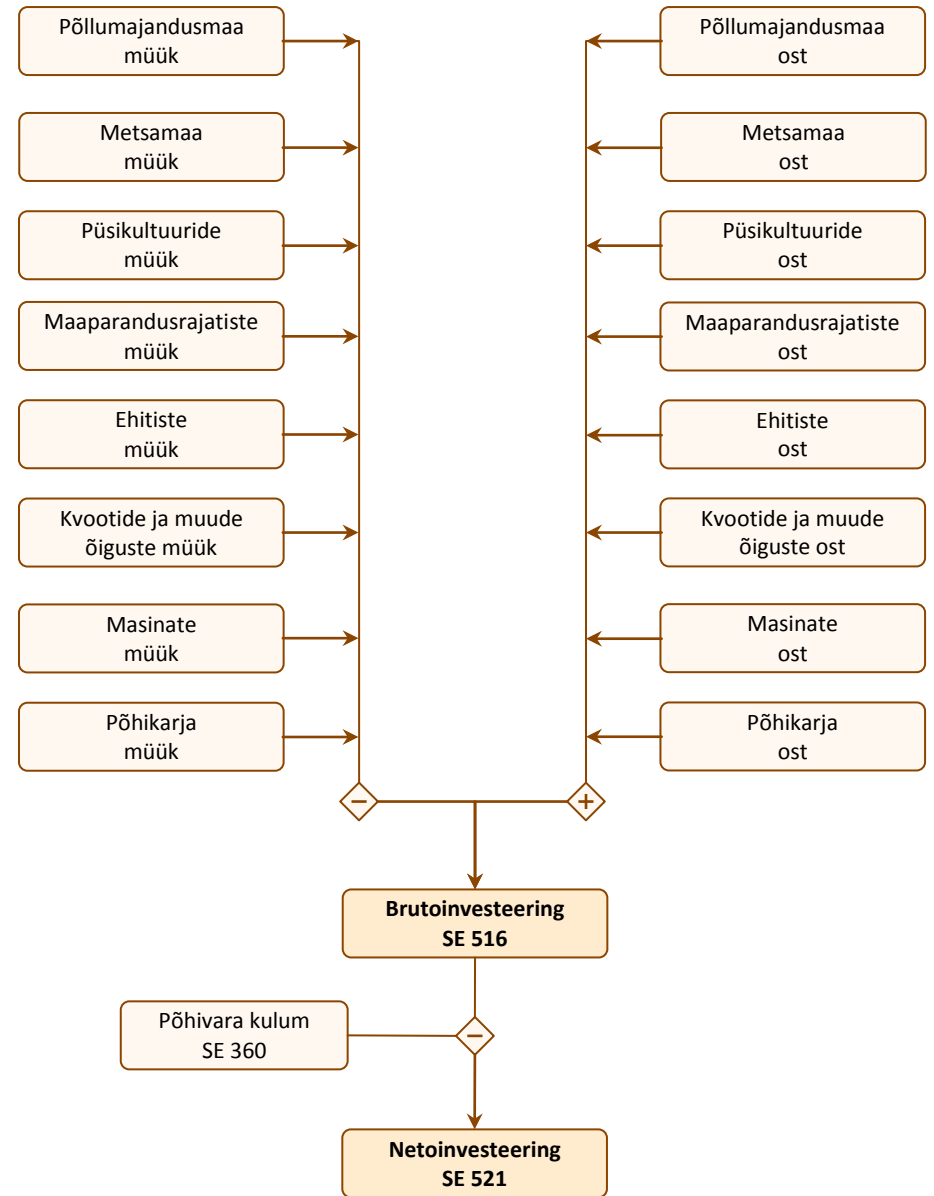 Põllumajandusmaa
müük
Põllumajandusmaa
ost
Metsamaa
müük
Metsamaa
ost
Püsikultuuride
müük
Püsikultuuride
ost
Maaparandusrajatiste
müük
Maaparandusrajatiste
ost
Ehitiste
müük
Ehitiste
ost
Kvootide ja muude
õiguste müük
Kvootide ja muude
õiguste ost
Masinate
müük
Masinate
ost
Põhikarja
müük
Põhikarja
ost
−
+
Brutoinvesteering
SE 516
Põhivara kulum
SE 360
−
Netoinvesteering
SE 521